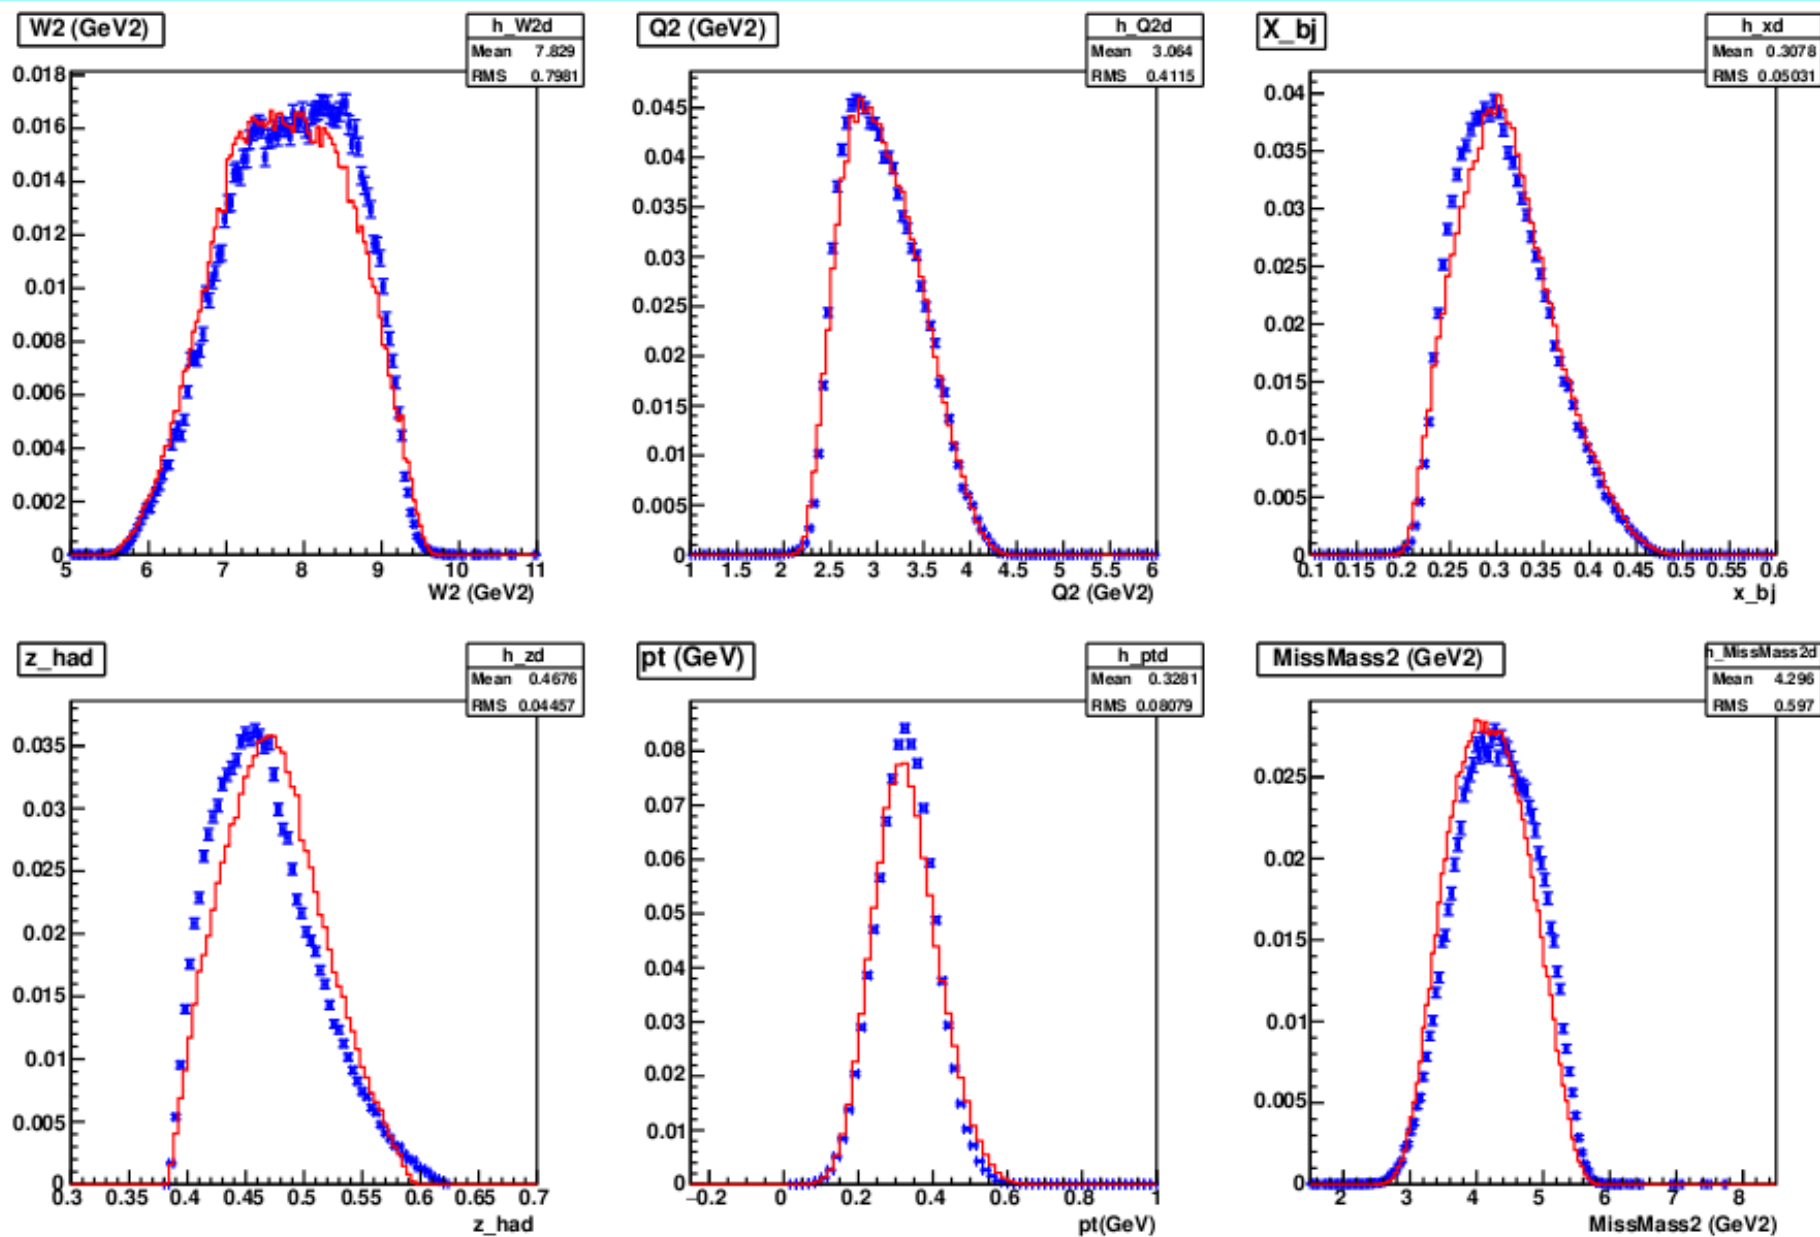 W2 (GeV2)
h_W2d
Mean 7.829
RMS 0.7981
0.018
0.016
0.014
0.012
0.01
0.008
0.006
0.004
0.002
0
5 6 7 8 9 10 11
W2 (GeV2)
Q2 (GeV2)
h_Q2d
Mean 3.064
RMS 0.4115
0.045
0.04
0.035
0.03
0.025
0.02
0.015
0.01
0.005
0
1 1.5 2 2.5 3 3.5 4 4.5 5 5.5 6
Q2 (GeV2)
X_bj
h_xd
Mean 0.3078
RMS 0.05031
0.04
0.035
0.03
0.025
0.02
0.015
0.01
0.005
0
0.1 0.15 0.2 0.25 0.3 0.35 0.4 0.45 0.5 0.55 0.6
x_bj
z_had
h_zd
Mean 0.4676
RMS 0.04457
0.035
0.03
0.025
0.02
0.015
0.01
0.005
0
0.3 0.35 0.4 0.45 0.5 0.55 0.6 0.65 0.7
z_had
pt (GeV)
h_ptd
Mean 0.3281
RMS 0.08079
0.08
0.07
0.06
0.05
0.04
0.03
0.02
0.01
0
-0.2 0 0.2 0.4 0.6 0.8 1
pt(GeV)
MissMass2 (GeV2)
h_MissMass2d
Mean 4.296
RMS 0.597
0.025
0.02
0.015
0.01
0.005
0
2 3 4 5 6 7 8
MissMass2 (GeV2)